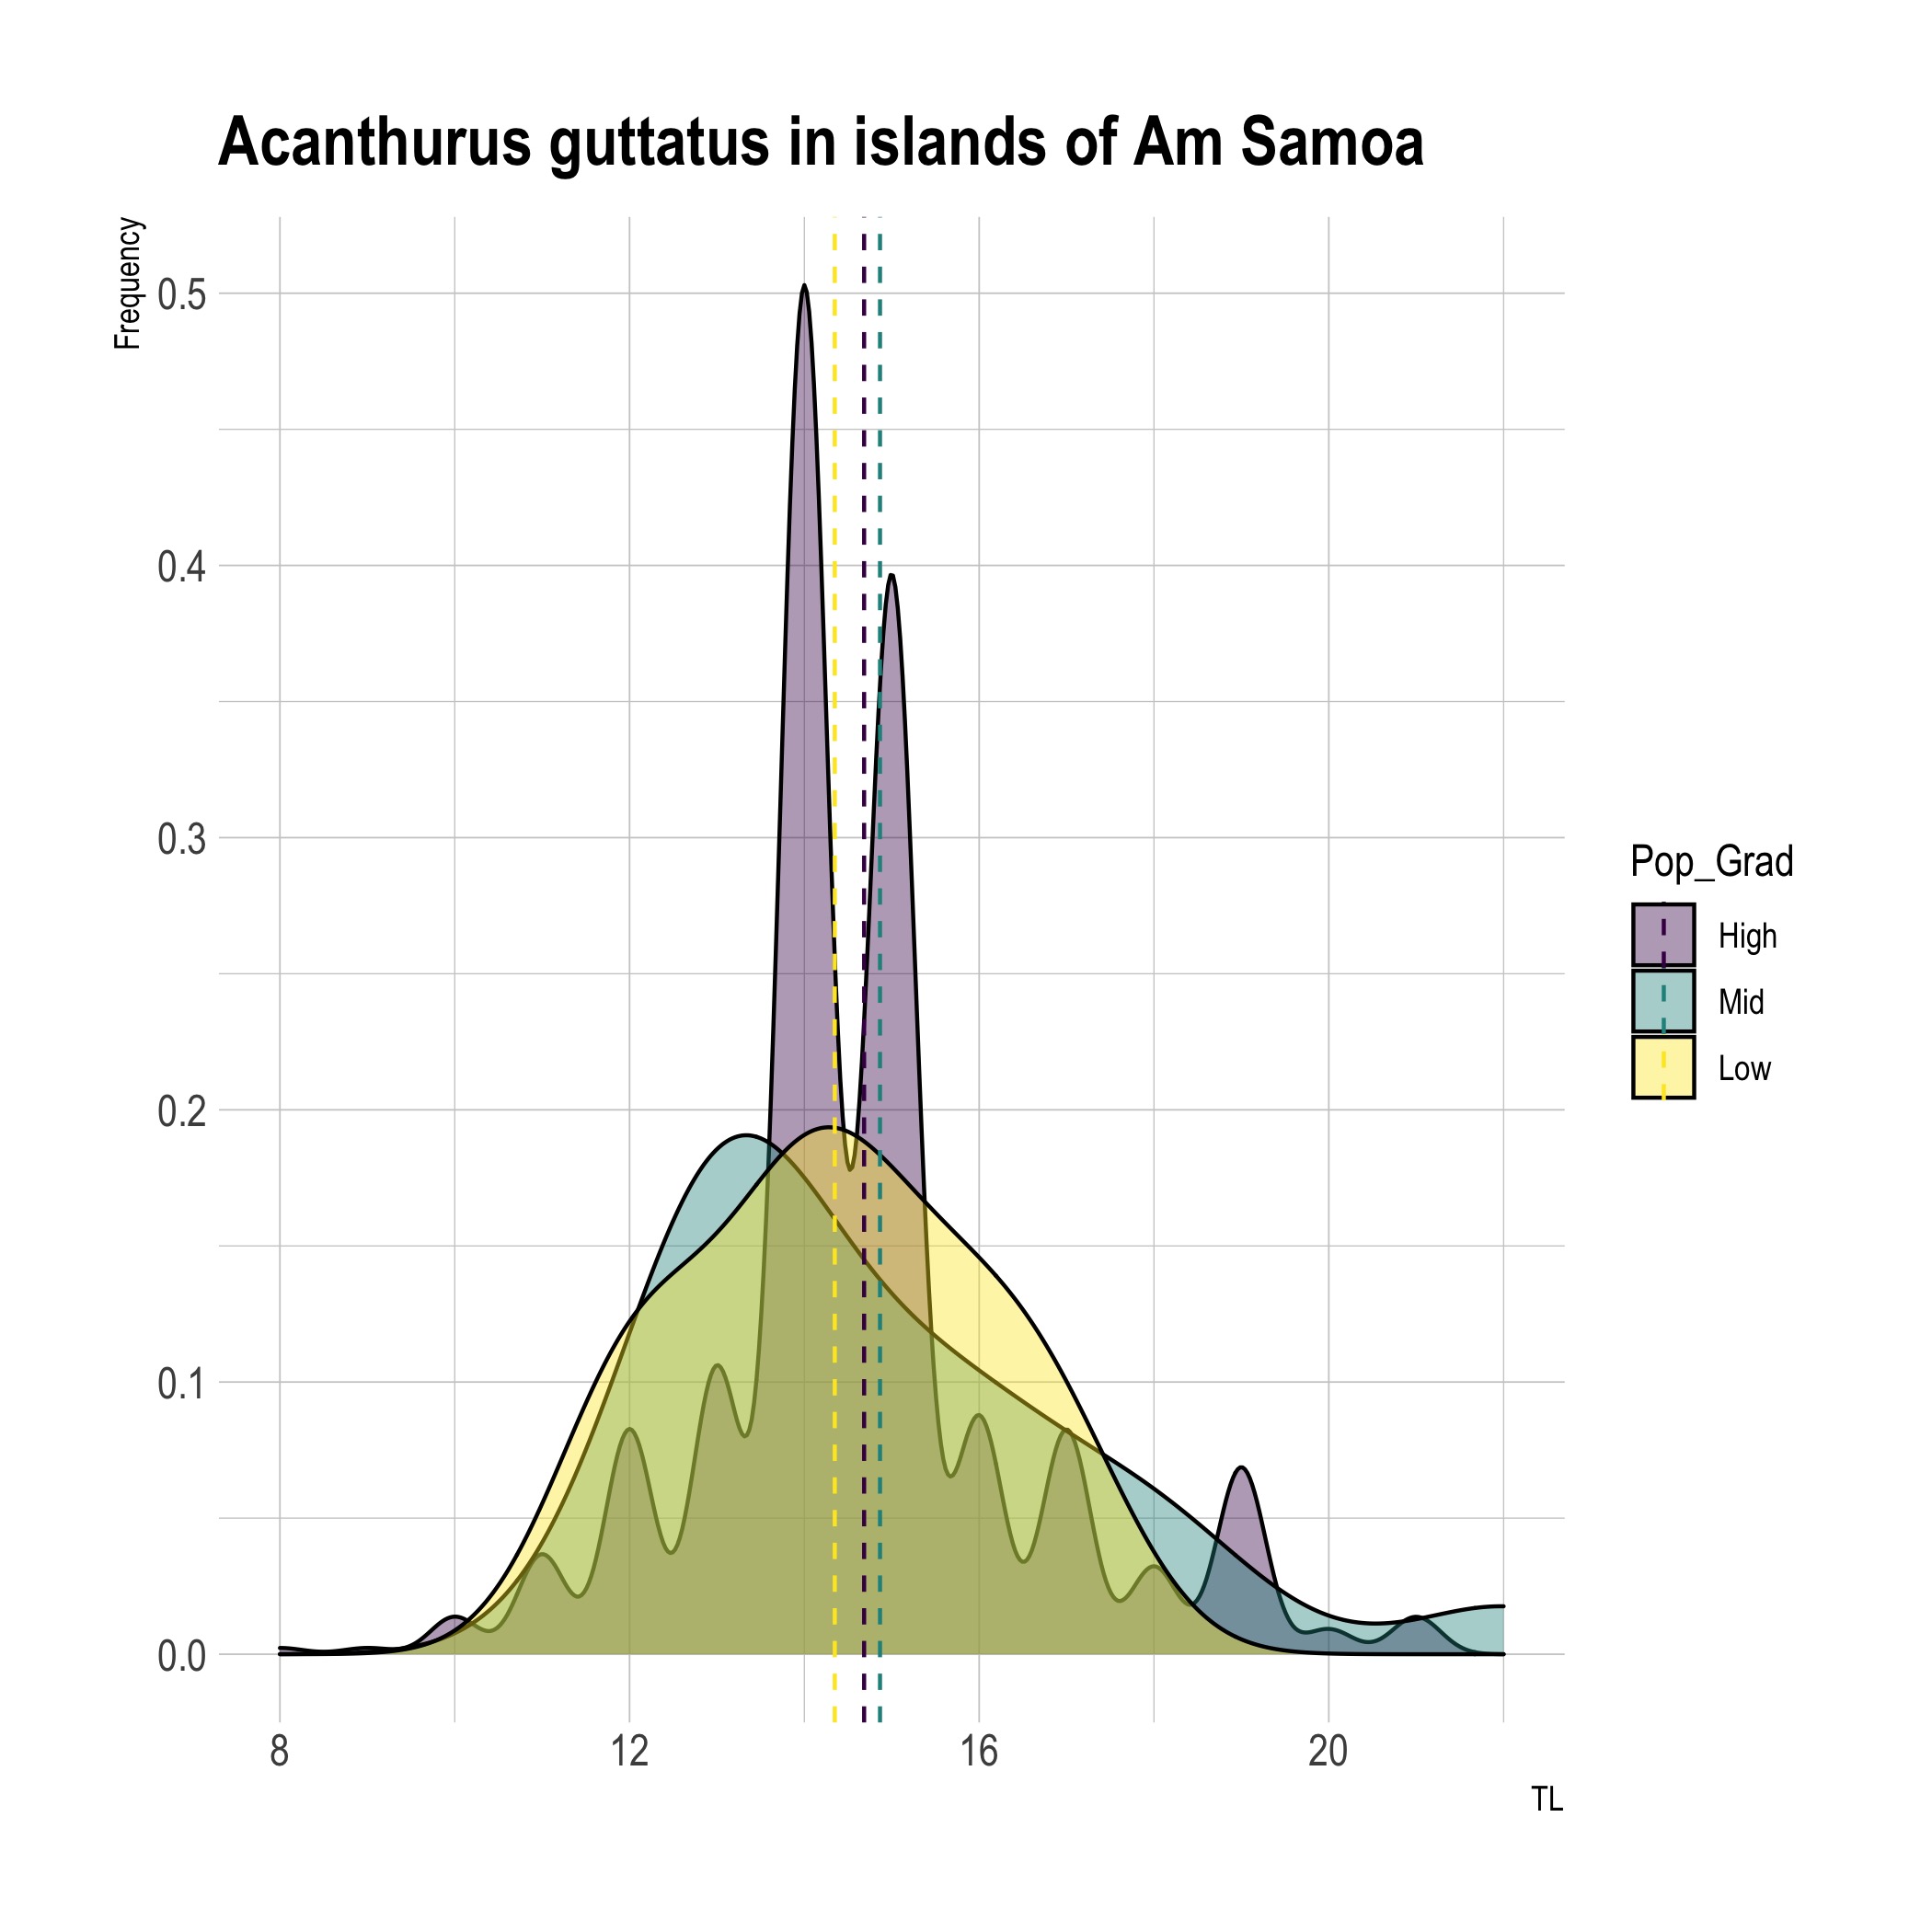 Acanthurus guttatus in islands of Am Samoa
Frequency
0.5
0.4
0.3
0.2
0.1
0.0
8 12 16 20
TL
Pop_Grad
High
Mid
Low